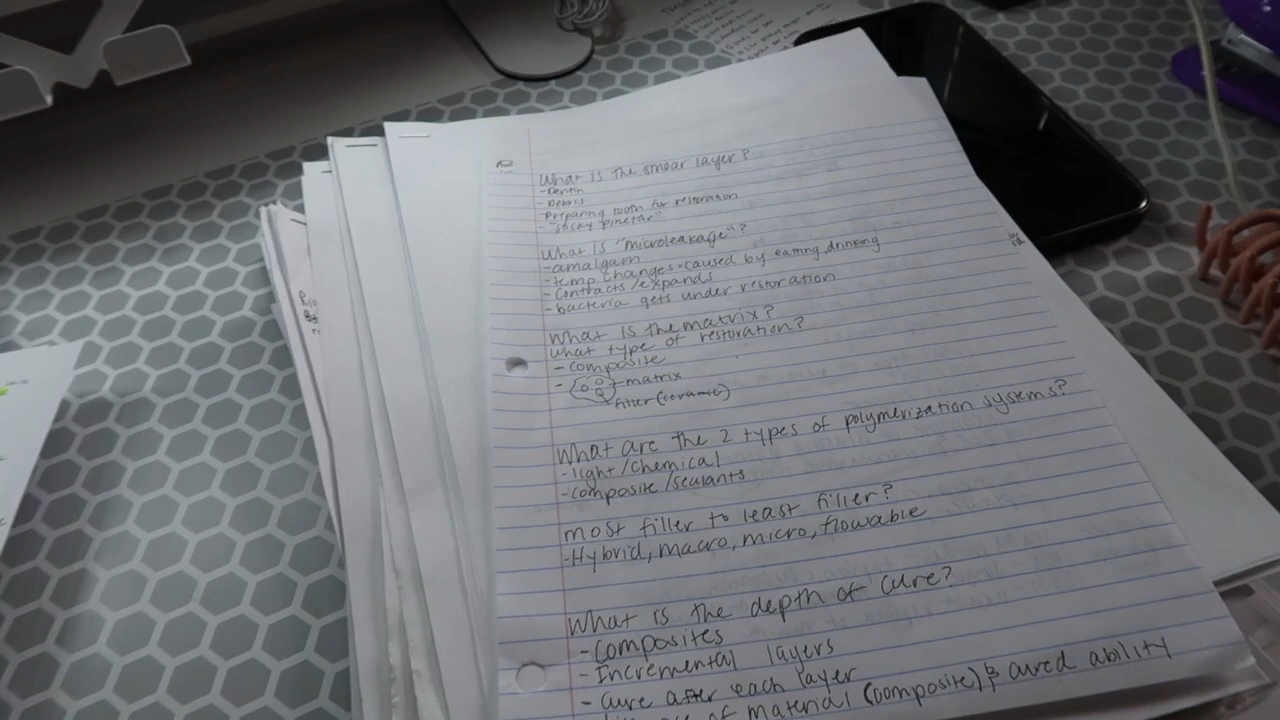 What is the smear layer?
- Dentin
- Debris
- Preparing tooth for restoration
- "sticky pinetar"
What is "microleakage"?
- amalgam
- temp changes = caused by eatting, drinking
- contracts/expands
- bacteria gets under restoration
What is the matrix?
What type of restoration?
- composite
- matrix
filler (ceramic)
What are the 2 types of polymerization systems?
- light/chemical
- composite/sealants
most filler to least filler?
- Hybrid, macro, micro, flowable
What is the depth of cure?
- composites
- Incremental layers
- cure after each layer
of material (composite) & cured ability